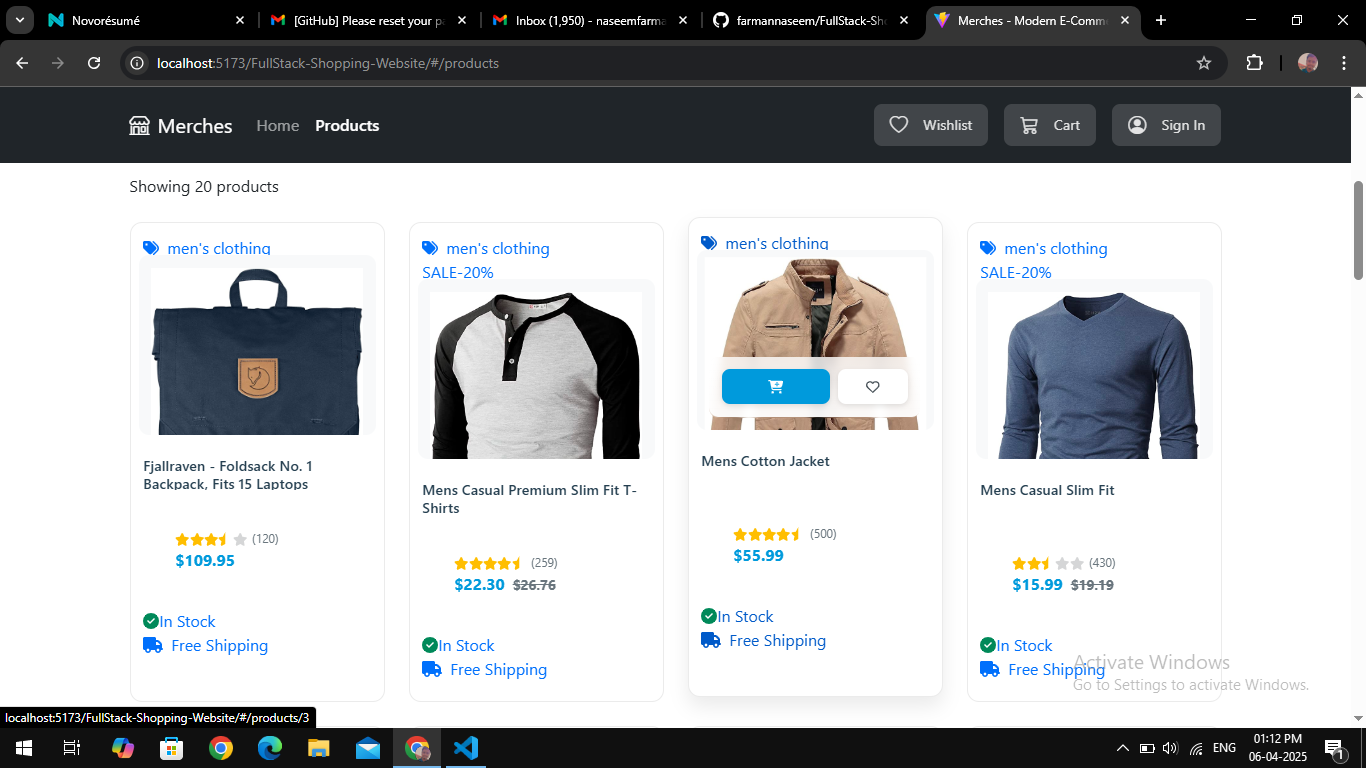 Novorésumé
[GitHub] Please reset your pa
Inbox (1,950) - naseemfarma
farmannaseem/FullStack-Sho
Merches - Modern E-Comme
localhost:5173/FullStack-Shopping-Website/#/products
Merches
Home
Products
Wishlist
Cart
Sign In
Showing 20 products
men's clothing
Fjallraven - Foldsack No. 1
Backpack, Fits 15 Laptops
(120)
$109.95
In Stock
Free Shipping
men's clothing
SALE-20%
Mens Casual Premium Slim Fit T-
Shirts
(259)
$22.30 $26.76
In Stock
Free Shipping
men's clothing
Mens Cotton Jacket
(500)
$55.99
In Stock
Free Shipping
men's clothing
SALE-20%
Mens Casual Slim Fit
(430)
$15.99 $19.19
In Stock
Free Shipping
Activate Windows
Go to Settings to activate Windows.
localhost:5173/FullStack-Shopping-Website/#/products/3
ENG
01:12 PM
06-04-2025
1